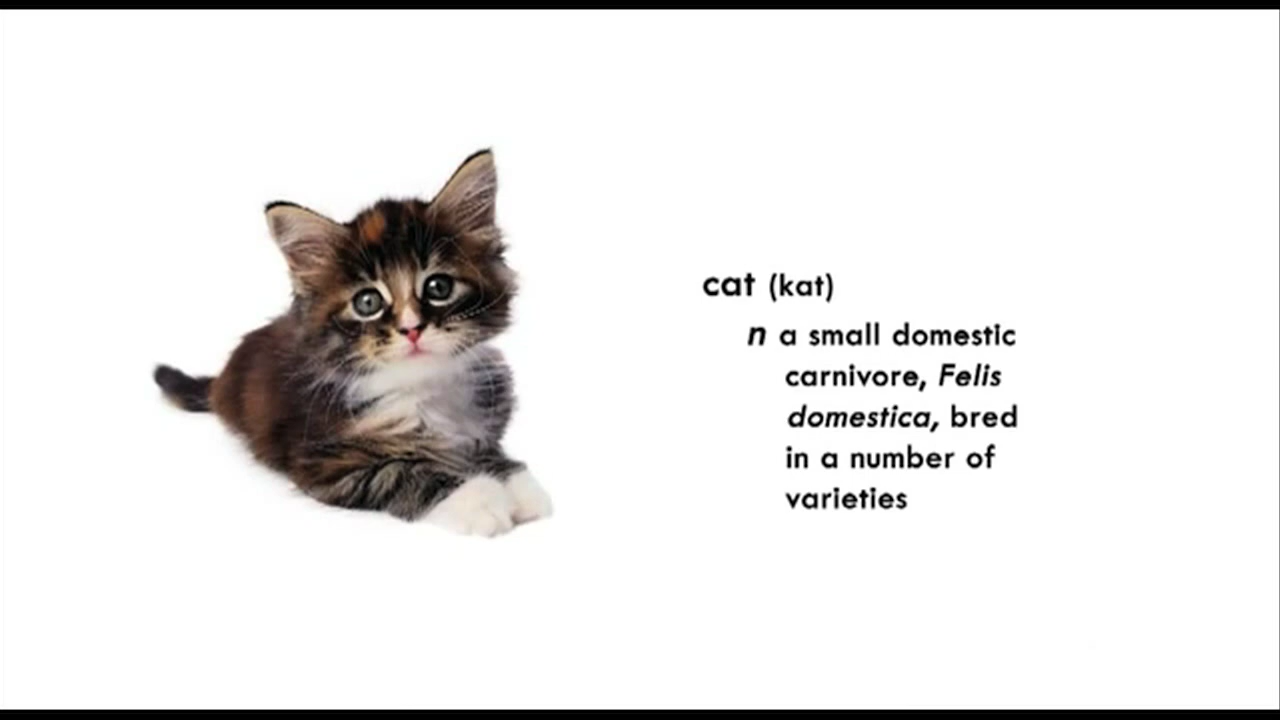 cat (kat)
n a small domestic
carnivore, Felis
domestica, bred
in a number of
varieties